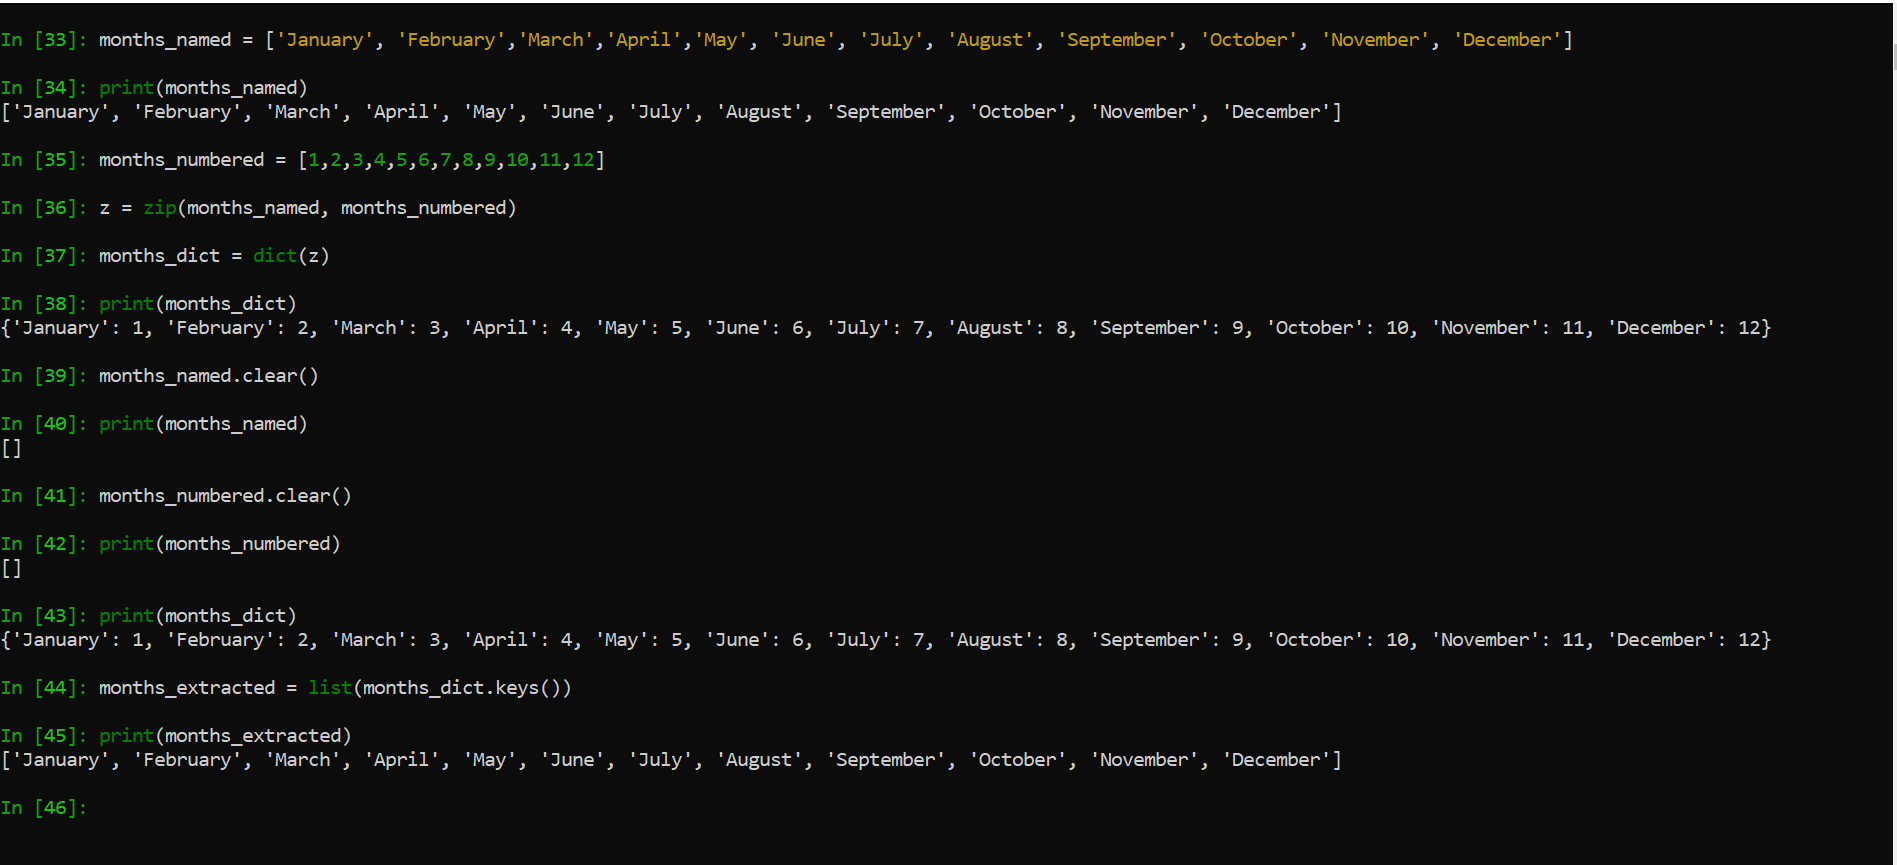 In [33]: months_named = ['January', 'February','March','April','May', 'June', 'July', 'August', 'September', 'October', 'November', 'December']
In [34]: print(months_named)
['January', 'February', 'March', 'April', 'May', 'June', 'July', 'August', 'September', 'October', 'November', 'December']
In [35]: months_numbered = [1,2,3,4,5,6,7,8,9,10,11,12]
In [36]: z = zip(months_named, months_numbered)
In [37]: months_dict = dict(z)
In [38]: print(months_dict)
{'January': 1, 'February': 2, 'March': 3, 'April': 4, 'May': 5, 'June': 6, 'July': 7, 'August': 8, 'September': 9, 'October': 10, 'November': 11, 'December': 12}
In [39]: months_named.clear()
In [40]: print(months_named)
[]
In [41]: months_numbered.clear()
In [42]: print(months_numbered)
[]
In [43]: print(months_dict)
{'January': 1, 'February': 2, 'March': 3, 'April': 4, 'May': 5, 'June': 6, 'July': 7, 'August': 8, 'September': 9, 'October': 10, 'November': 11, 'December': 12}
In [44]: months_extracted = list(months_dict.keys())
In [45]: print(months_extracted)
['January', 'February', 'March', 'April', 'May', 'June', 'July', 'August', 'September', 'October', 'November', 'December']
In [46]: